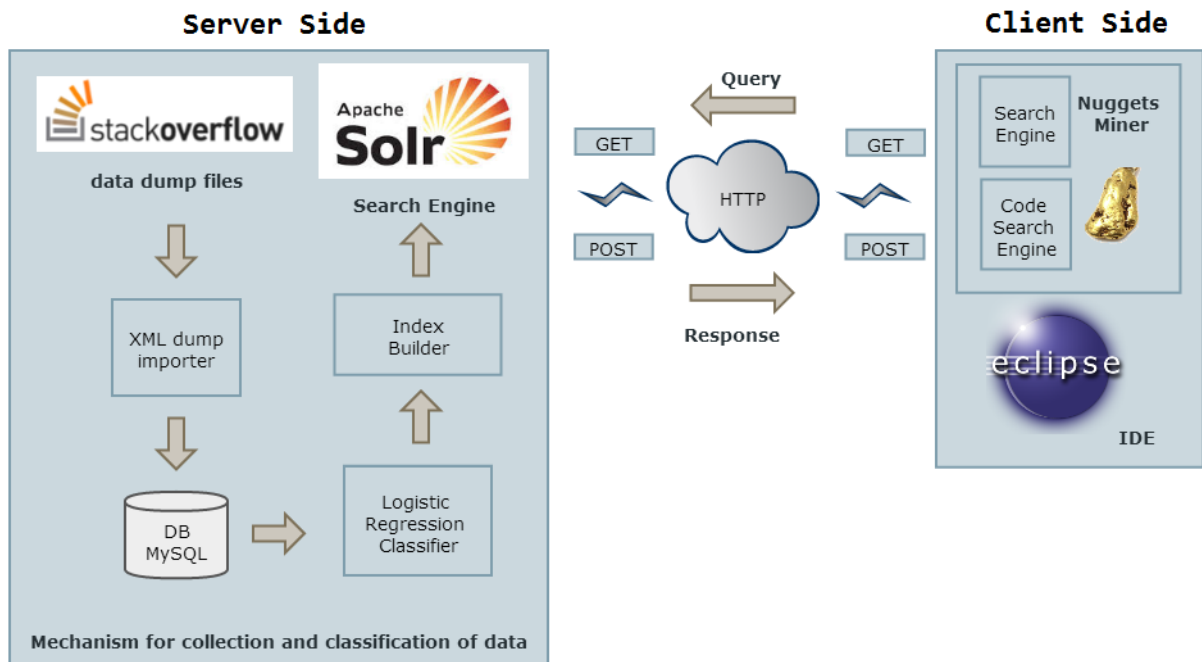 Server Side
stackoverflow
data dump files
Apache
Solr
Search Engine
XML dump
importer
Index
Builder
DB
MySQL
Logistic
Regression
Classifier
Mechanism for collection and classification of data
Query
GET
GET
HTTP
POST
POST
Response
Client Side
Search
Engine
Nuggets
Miner
Code
Search
Engine
eclipse
IDE